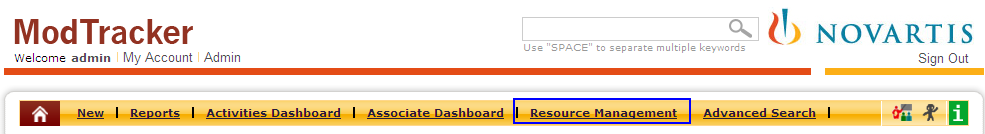 ModTracker
NOVARTIS
Use "SPACE" to separate multiple keywords
Welcome admin | My Account | Admin
Sign Out
New | Reports | Activities Dashboard | Associate Dashboard | Resource Management | Advanced Search |
i